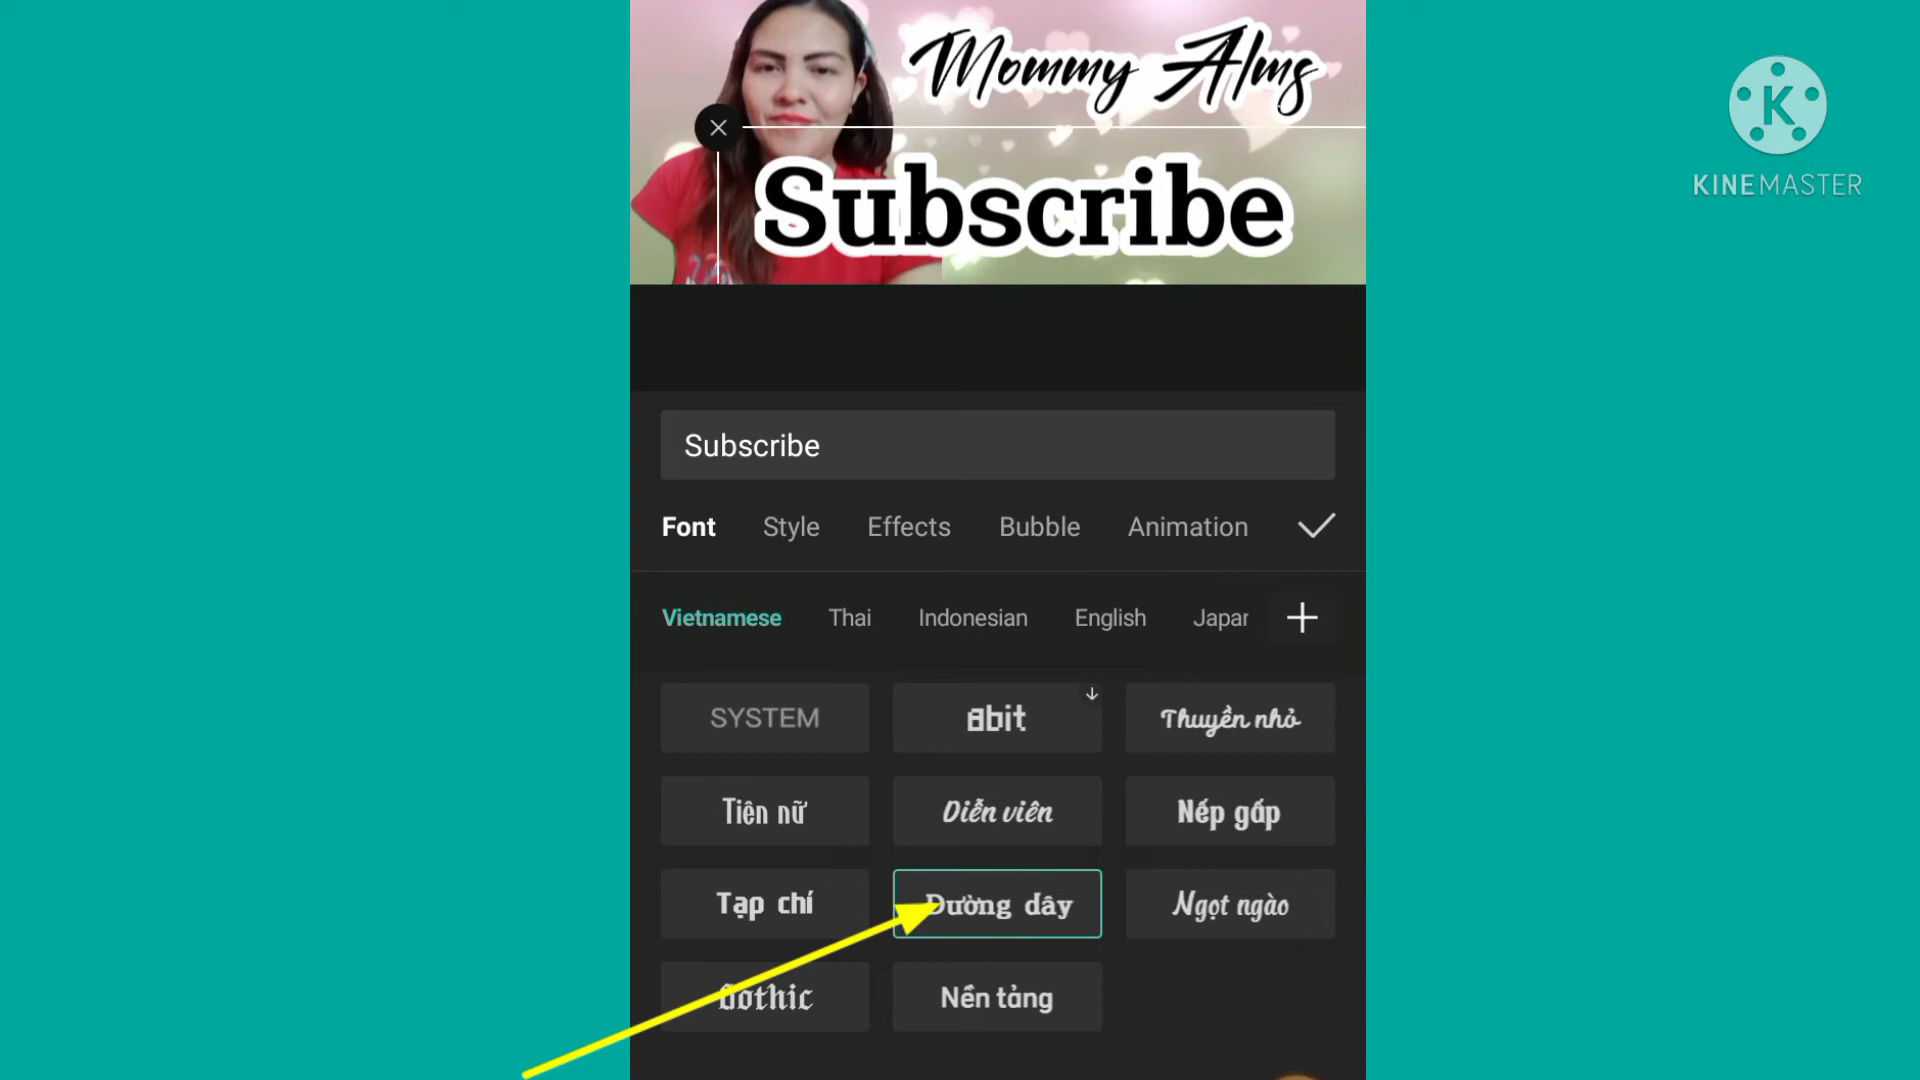 Mommy Alms
Subscribe
KINEMASTER
Subscribe
Font Style Effects Bubble Animation
Vietnamese Thai Indonesian English Japar
SYSTEM 8bit Thuyền nhỏ
Tiên nữ Diễn viên Nếp gấp
Tạp chí Đường dây Ngọt ngào
Gothic Nền tảng